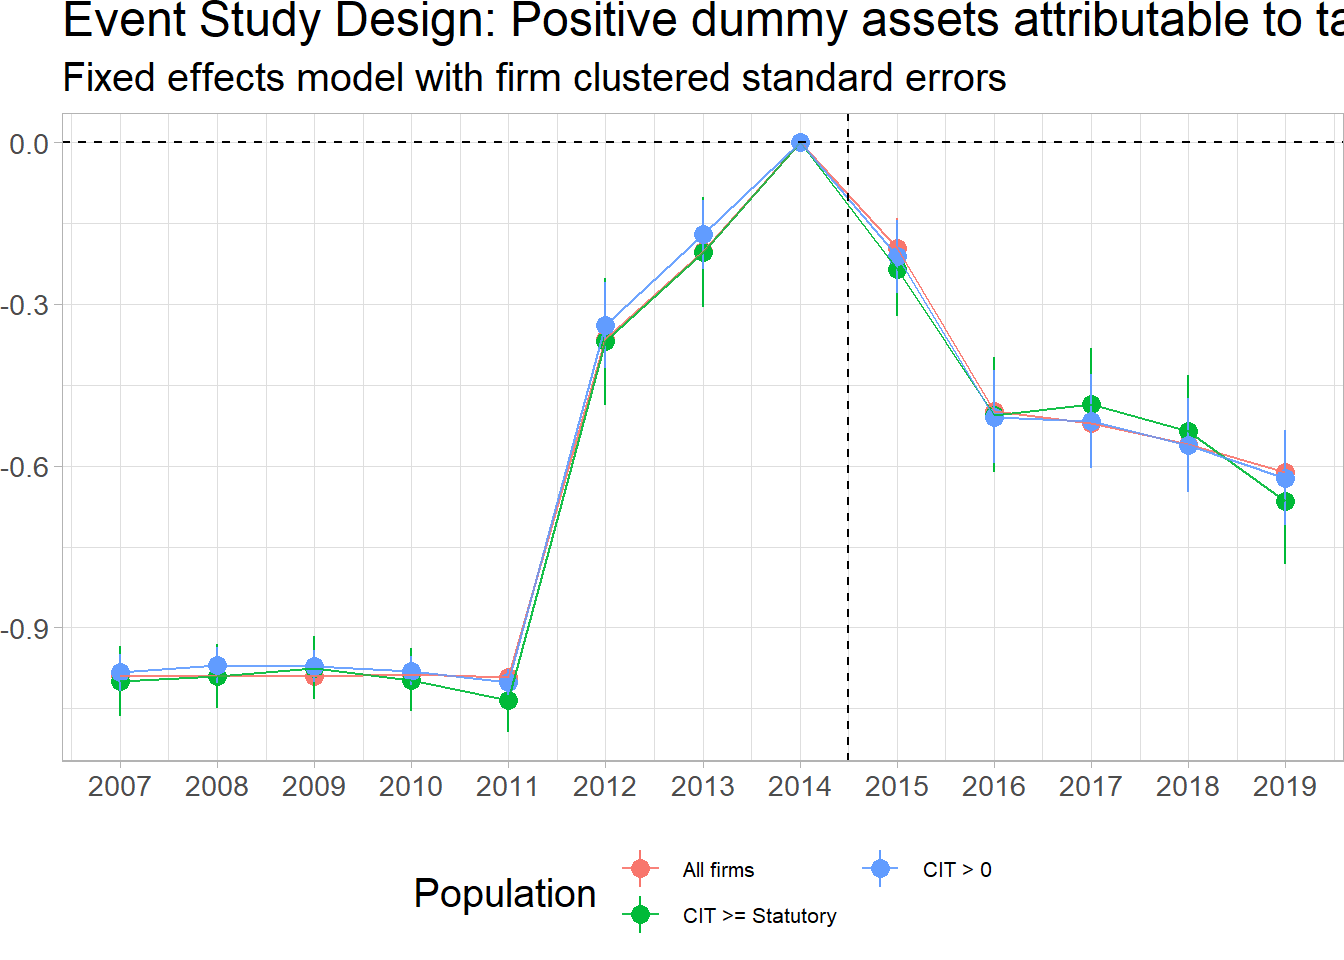 Event Study Design: Positive dummy assets attributable to ta
Fixed effects model with firm clustered standard errors
0.0
-0.3
-0.6
-0.9
2007 2008 2009 2010 2011 2012 2013 2014 2015 2016 2017 2018 2019
Population
All firms
CIT > 0
CIT >= Statutory